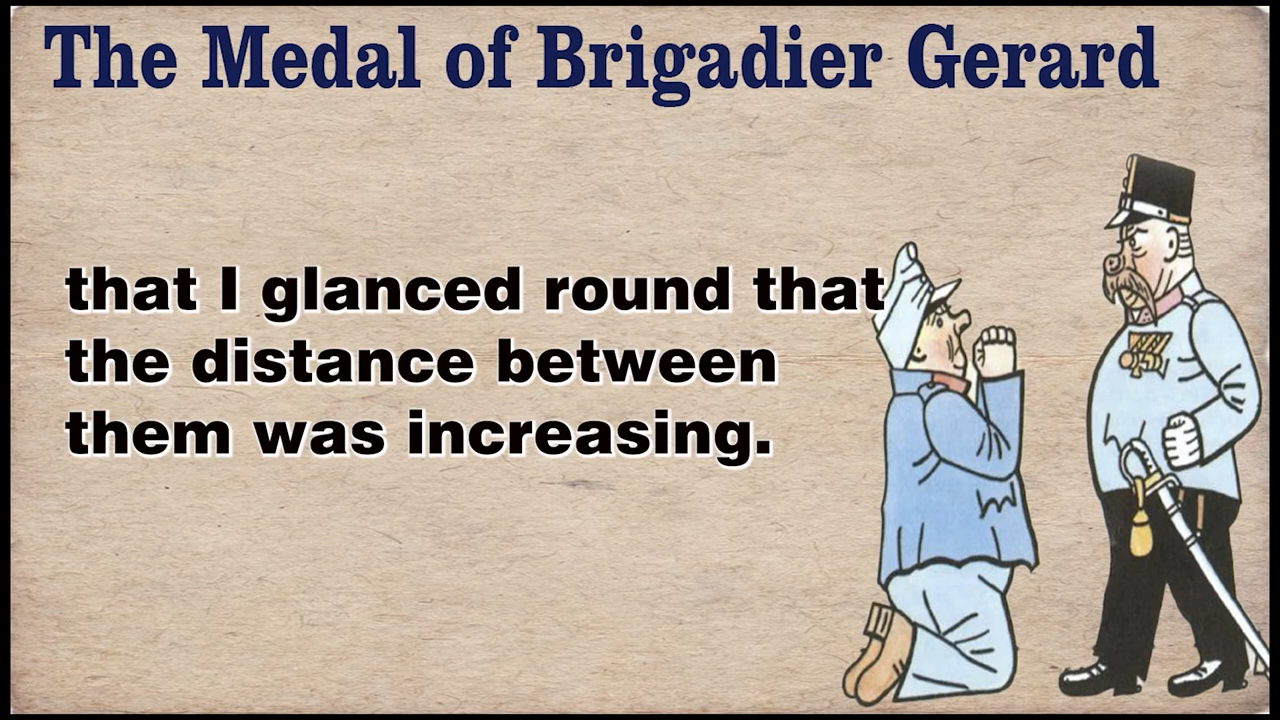 The Medal of Brigadier Gerard
that I glanced round that
the distance between
them was increasing.